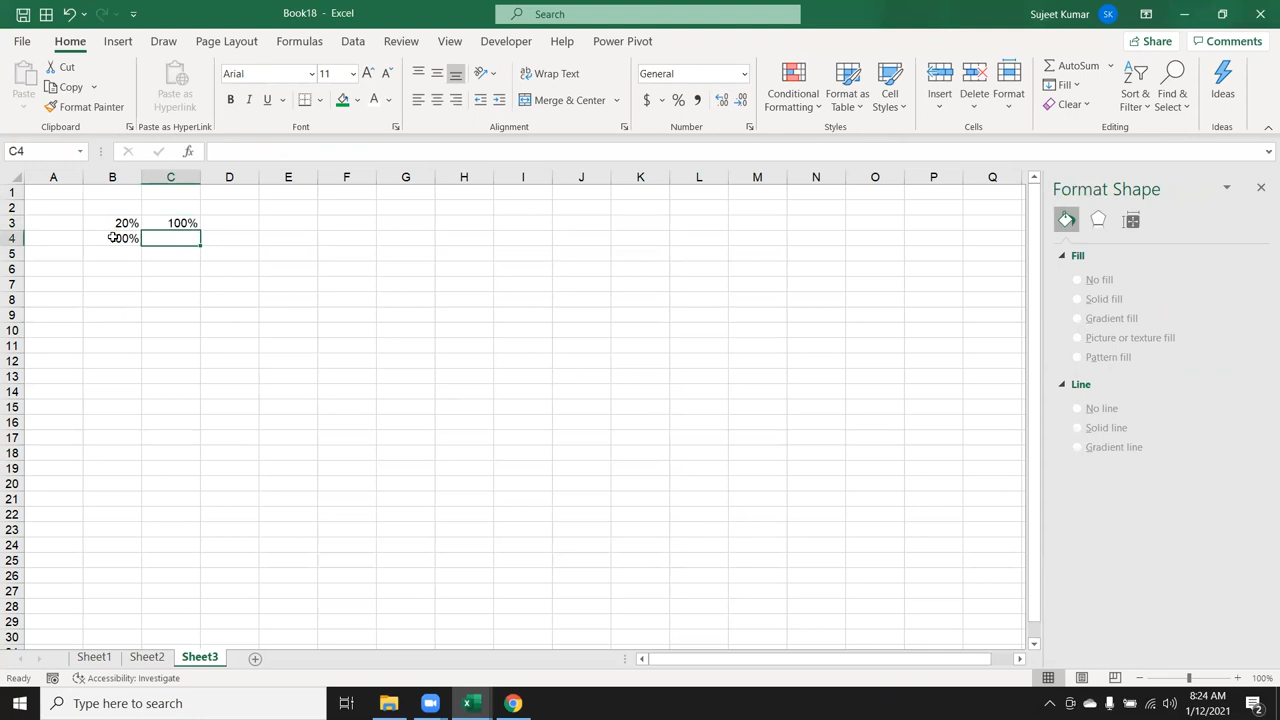 Book18 - Excel
Search
Sujeet Kumar
SK
File Home Insert Draw Page Layout Formulas Data Review View Developer Help Power Pivot
Share Comments
Paste
Cut
Copy
Format Painter
Clipboard
Paste as Hyperlink
Paste as HyperLink
Arial 11
B I U
Font
Wrap Text
Merge & Center
Alignment
General
$ % ,
Number
Conditional Formatting
Format as Table
Cell Styles
Styles
Insert Delete Format
Cells
AutoSum
Fill
Clear
Sort & Filter
Find & Select
Editing
Ideas
Ideas
C4
fx
A B C D E F G H I J K L M N O P Q
1
2
3 20% 100%
4
5
6
7
8
9
10
11
12
13
14
15
16
17
18
19
20
21
22
23
24
25
26
27
28
29
30
Format Shape
Fill
No fill
Solid fill
Gradient fill
Picture or texture fill
Pattern fill
Line
No line
Solid line
Gradient line
Sheet1 Sheet2 Sheet3
Ready
Accessibility: Investigate
100%
Type here to search
8:24 AM
1/12/2021
2